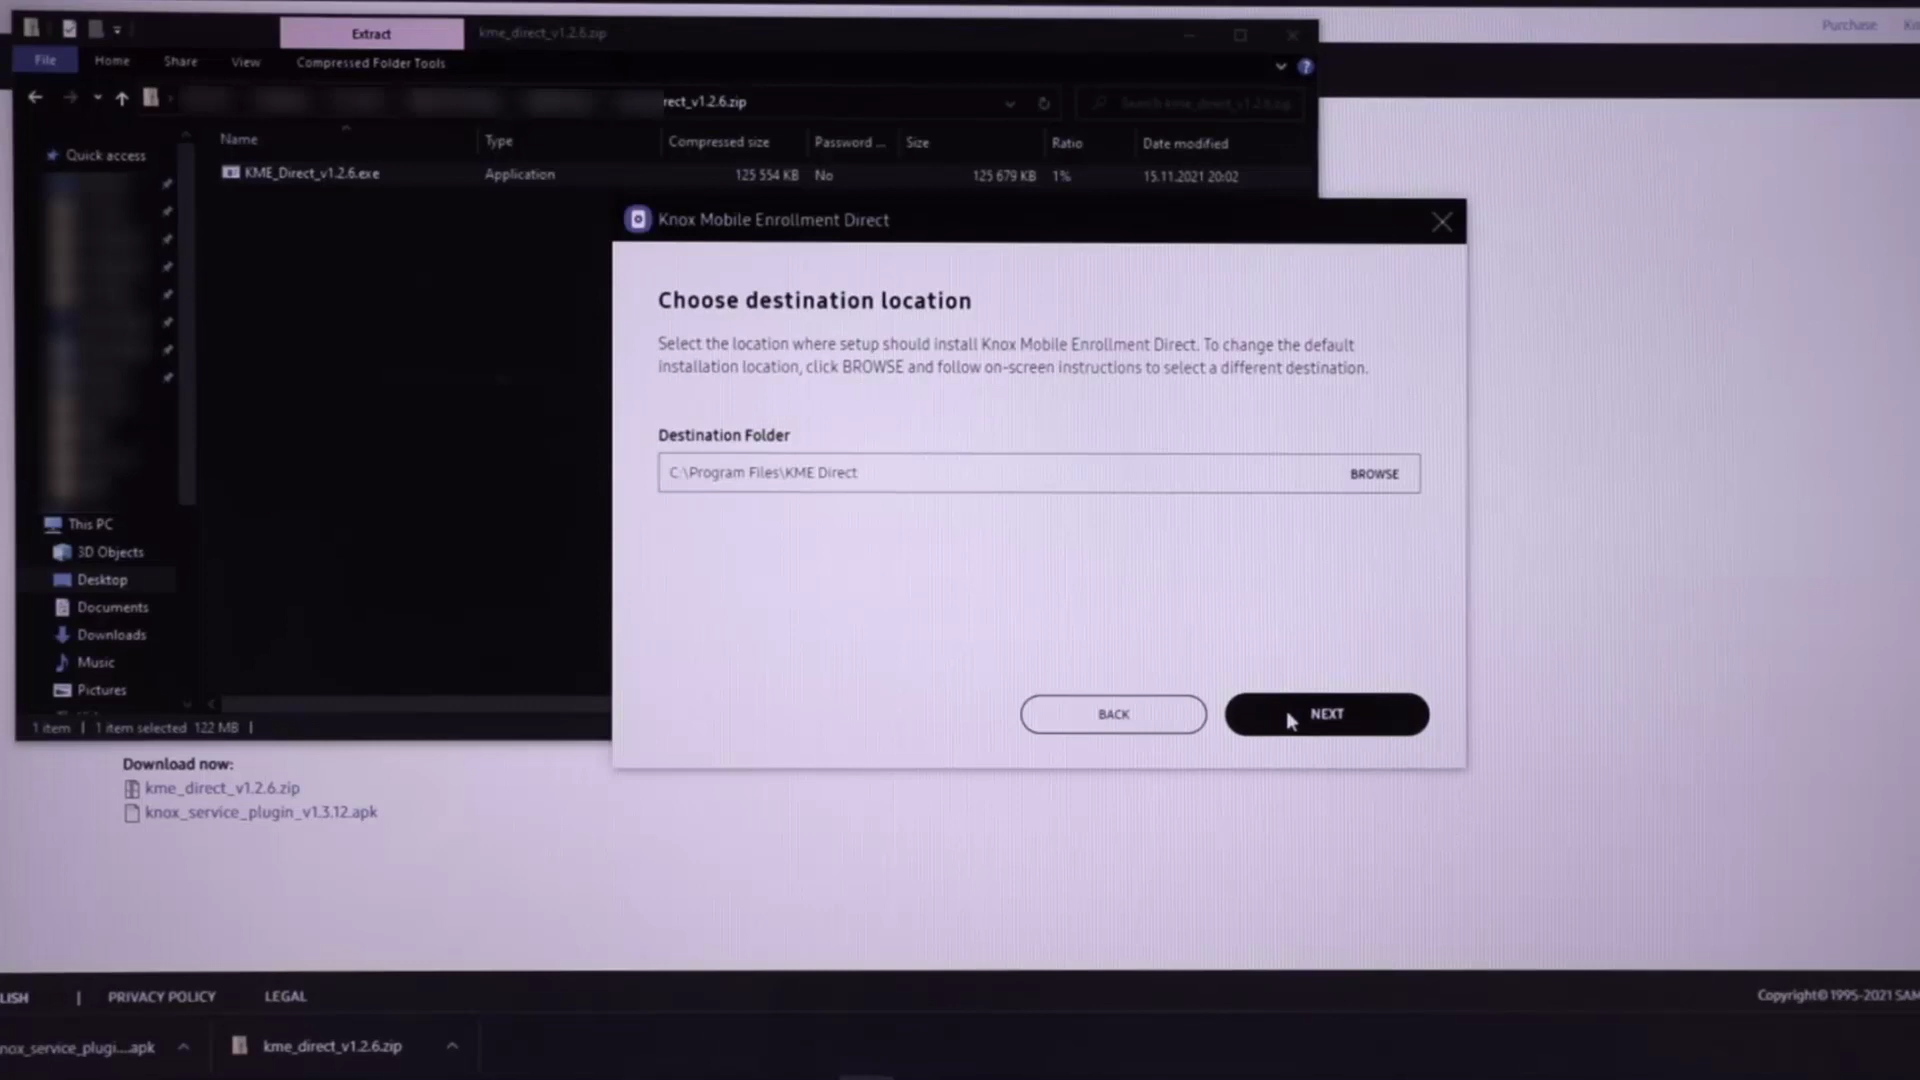 Extract
kme_direct_v1.2.6.zip
Purchase
File
Home
Share
View
Compressed Folder Tools
rect_v1.2.6.zip
Search kme_direct_v1.2.6.zip
Name
Type
Compressed size
Password ...
Size
Ratio
Date modified
Quick access
KME_Direct_v1.2.6.exe
Application
125 554 KB
No
125 679 KB
1%
15.11.2021 20:02
Knox Mobile Enrollment Direct
Choose destination location
Select the location where setup should install Knox Mobile Enrollment Direct. To change the default
installation location, click BROWSE and follow on-screen instructions to select a different destination.
Destination Folder
C:\Program Files\KME Direct
BROWSE
This PC
3D Objects
Desktop
Documents
Downloads
Music
Pictures
BACK
NEXT
1 item | 1 item selected 122 MB |
Download now:
kme_direct_v1.2.6.zip
knox_service_plugin_v1.3.12.apk
LISH | PRIVACY POLICY LEGAL
Copyright© 1995-2021 SAM
nox_service_plugi....apk
kme_direct_v1.2.6.zip